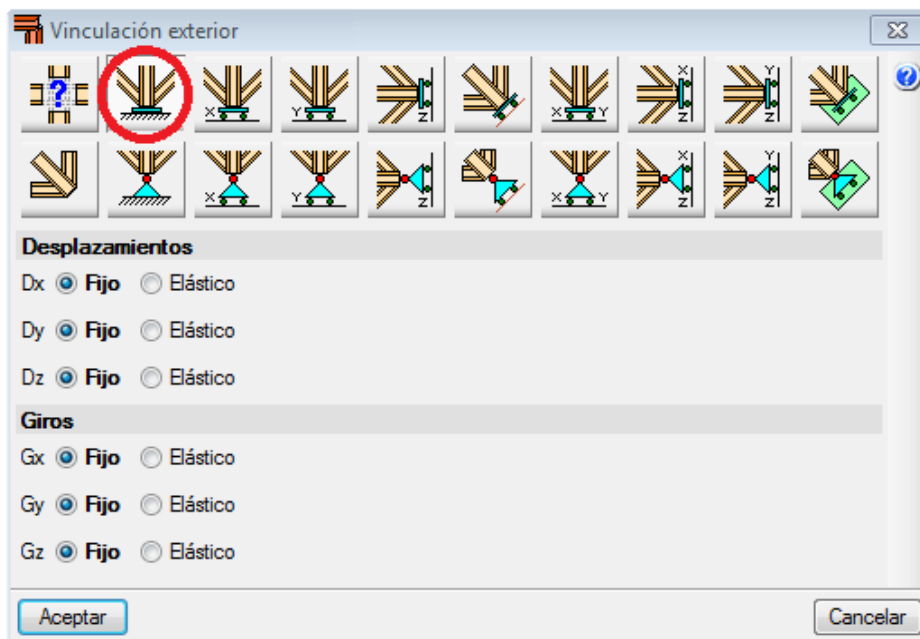 Vinculación exterior
?
X Y Z X Z Y Z
X Y
X Y Z X Y X Z Y Z
Desplazamientos
Dx Fijo Elástico
Dy Fijo Elástico
Dz Fijo Elástico
Giros
Gx Fijo Elástico
Gy Fijo Elástico
Gz Fijo Elástico
Aceptar Cancelar